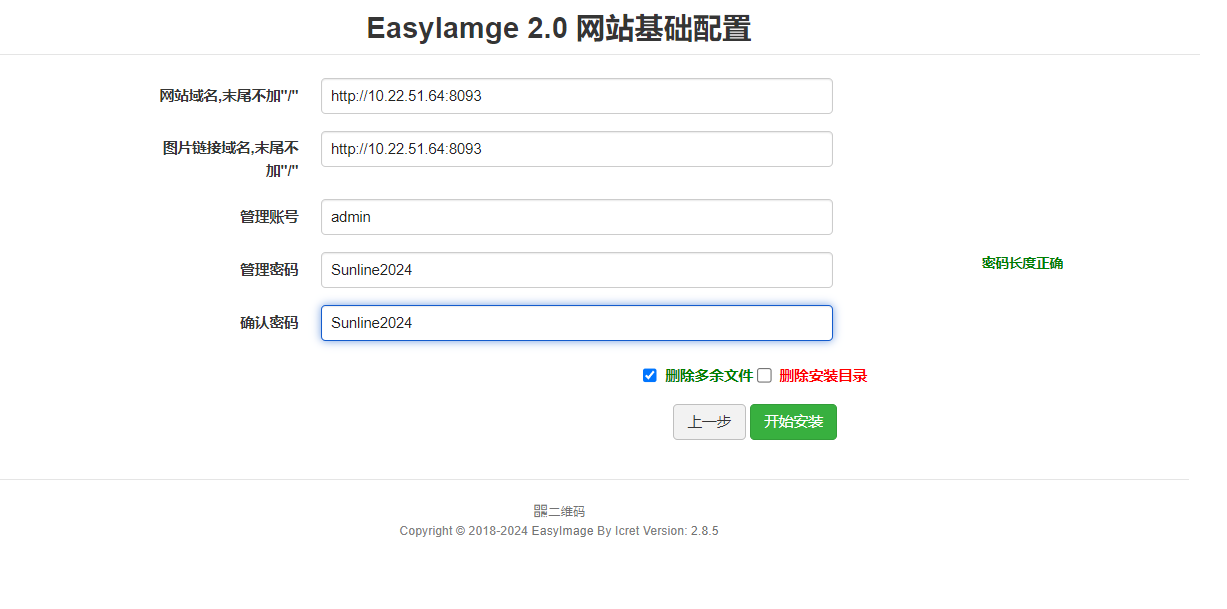 EasyIamge 2.0 网站基础配置
网站域名,末尾不加"/"
http://10.22.51.64:8093
图片链接域名,末尾不
加"/"
http://10.22.51.64:8093
管理账号
admin
管理密码
Sunline2024
密码长度正确
确认密码
Sunline2024
删除多余文件 删除安装目录
上一步 开始安装
二维码
Copyright © 2018-2024 EasyImage By Icret Version: 2.8.5